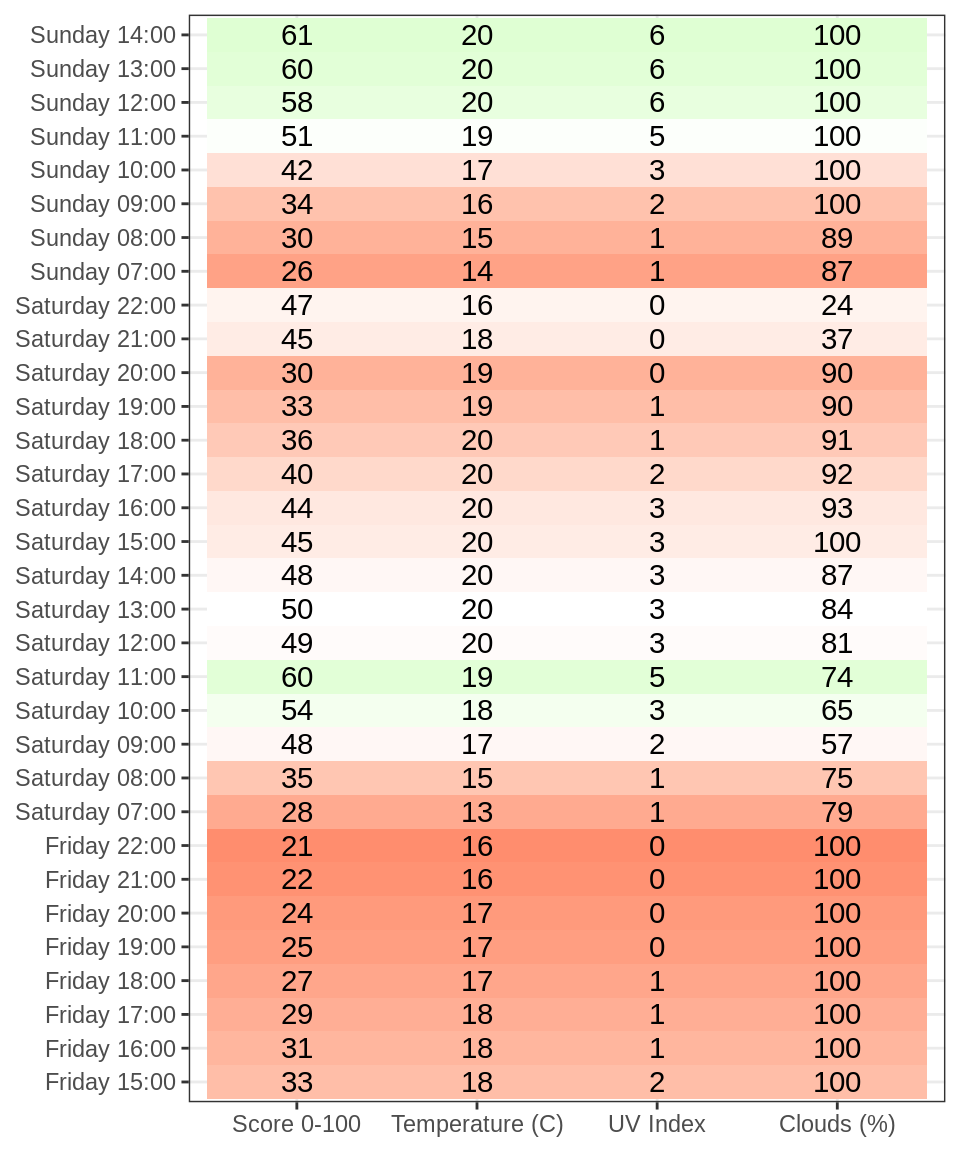 Sunday 14:00 61 20 6 100
Sunday 13:00 60 20 6 100
Sunday 12:00 58 20 6 100
Sunday 11:00 51 19 5 100
Sunday 10:00 42 17 3 100
Sunday 09:00 34 16 2 100
Sunday 08:00 30 15 1 89
Sunday 07:00 26 14 1 87
Saturday 22:00 47 16 0 24
Saturday 21:00 45 18 0 37
Saturday 20:00 30 19 0 90
Saturday 19:00 33 19 1 90
Saturday 18:00 36 20 1 91
Saturday 17:00 40 20 2 92
Saturday 16:00 44 20 3 93
Saturday 15:00 45 20 3 100
Saturday 14:00 48 20 3 87
Saturday 13:00 50 20 3 84
Saturday 12:00 49 20 3 81
Saturday 11:00 60 19 5 74
Saturday 10:00 54 18 3 65
Saturday 09:00 48 17 2 57
Saturday 08:00 35 15 1 75
Saturday 07:00 28 13 1 79
Friday 22:00 21 16 0 100
Friday 21:00 22 16 0 100
Friday 20:00 24 17 0 100
Friday 19:00 25 17 0 100
Friday 18:00 27 17 1 100
Friday 17:00 29 18 1 100
Friday 16:00 31 18 1 100
Friday 15:00 33 18 2 100
Score 0-100 Temperature (C) UV Index Clouds (%)